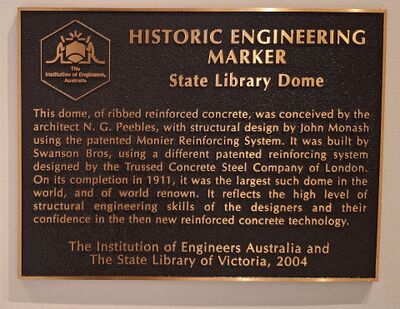 The
Institution of Engineers,
Australia
HISTORIC ENGINEERING
MARKER
State Library Dome
This dome, of ribbed reinforced concrete, was conceived by the
architect N. G. Peebles, with structural design by John Monash
using the patented Monier Reinforcing System. It was built by
Swanson Bros, using a different patented reinforcing system
designed by the Trussed Concrete Steel Company of London.
On its completion in 1911, it was the largest such dome in the
world, and of world renown. It reflects the high level of
structural engineering skills of the designers and their
confidence in the then new reinforced concrete technology.
The Institution of Engineers Australia and
The State Library of Victoria, 2004